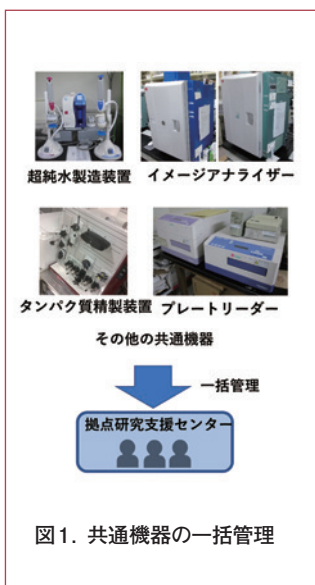 超純水製造装置 イメージアナライザー
タンパク質精製装置 プレートリーダー
その他の共通機器
一括管理
拠点研究支援センター
図1. 共通機器の一括管理